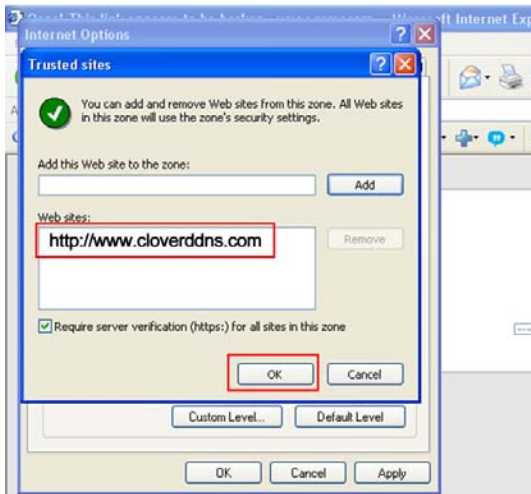 Internet Options
Trusted sites
You can add and remove Web sites from this zone. All Web sites
in this zone will use the zone's security settings.
Add this Web site to the zone:
Add
Web sites:
http://www.cloverddns.com
Remove
Require server verification (https:) for all sites in this zone
OK Cancel
Custom Level... Default Level
OK Cancel Apply